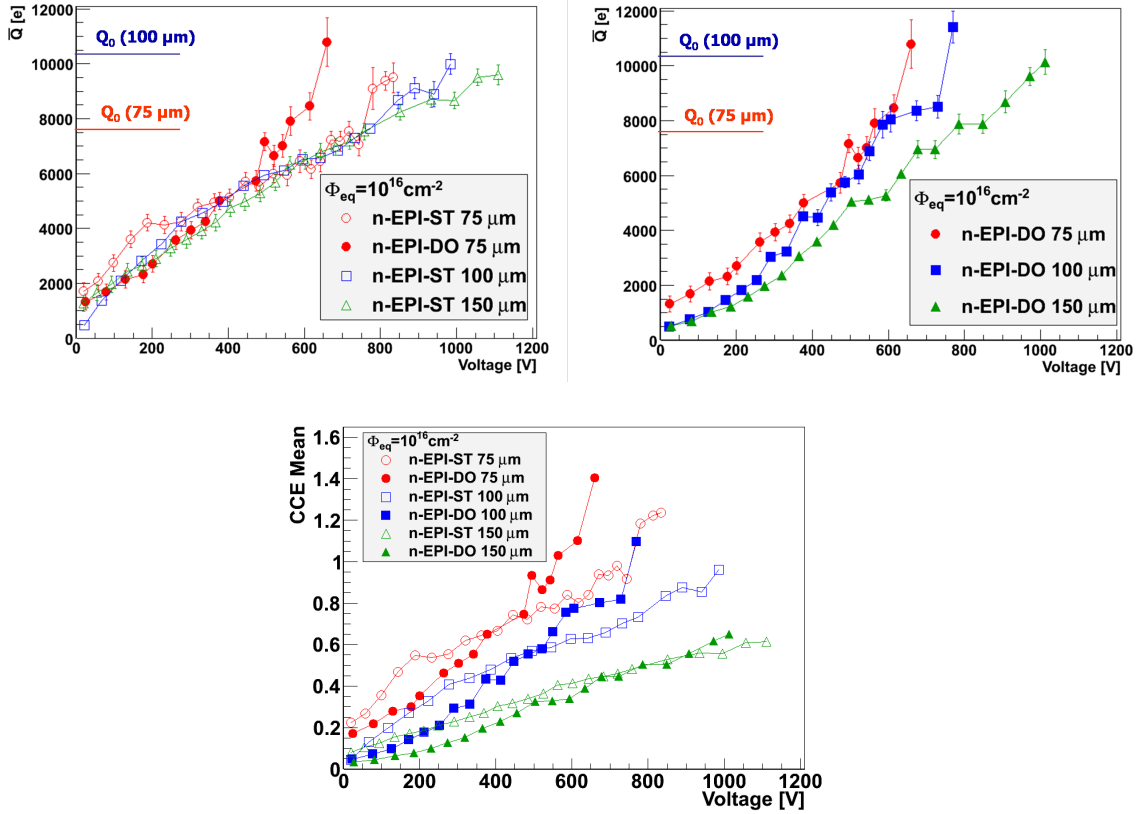 Q̅ [e]
12000
10000
8000
6000
4000
2000
0
Q₀ (100 µm)
Q₀ (75 µm)
Φeq=10¹⁶cm⁻²
n-EPI-ST 75 µm
n-EPI-DO 75 µm
n-EPI-ST 100 µm
n-EPI-ST 150 µm
0 200 400 600 800 1000 1200
Voltage [V]
Q̅ [e]
12000
10000
8000
6000
4000
2000
0
Q₀ (100 µm)
Q₀ (75 µm)
Φeq=10¹⁶cm⁻²
n-EPI-DO 75 µm
n-EPI-DO 100 µm
n-EPI-DO 150 µm
0 200 400 600 800 1000 1200
Voltage [V]
CCE Mean
1.6
1.4
1.2
1
0.8
0.6
0.4
0.2
0
Φeq=10¹⁶cm⁻²
n-EPI-ST 75 µm
n-EPI-DO 75 µm
n-EPI-ST 100 µm
n-EPI-DO 100 µm
n-EPI-ST 150 µm
n-EPI-DO 150 µm
0 200 400 600 800 1000 1200
Voltage [V]